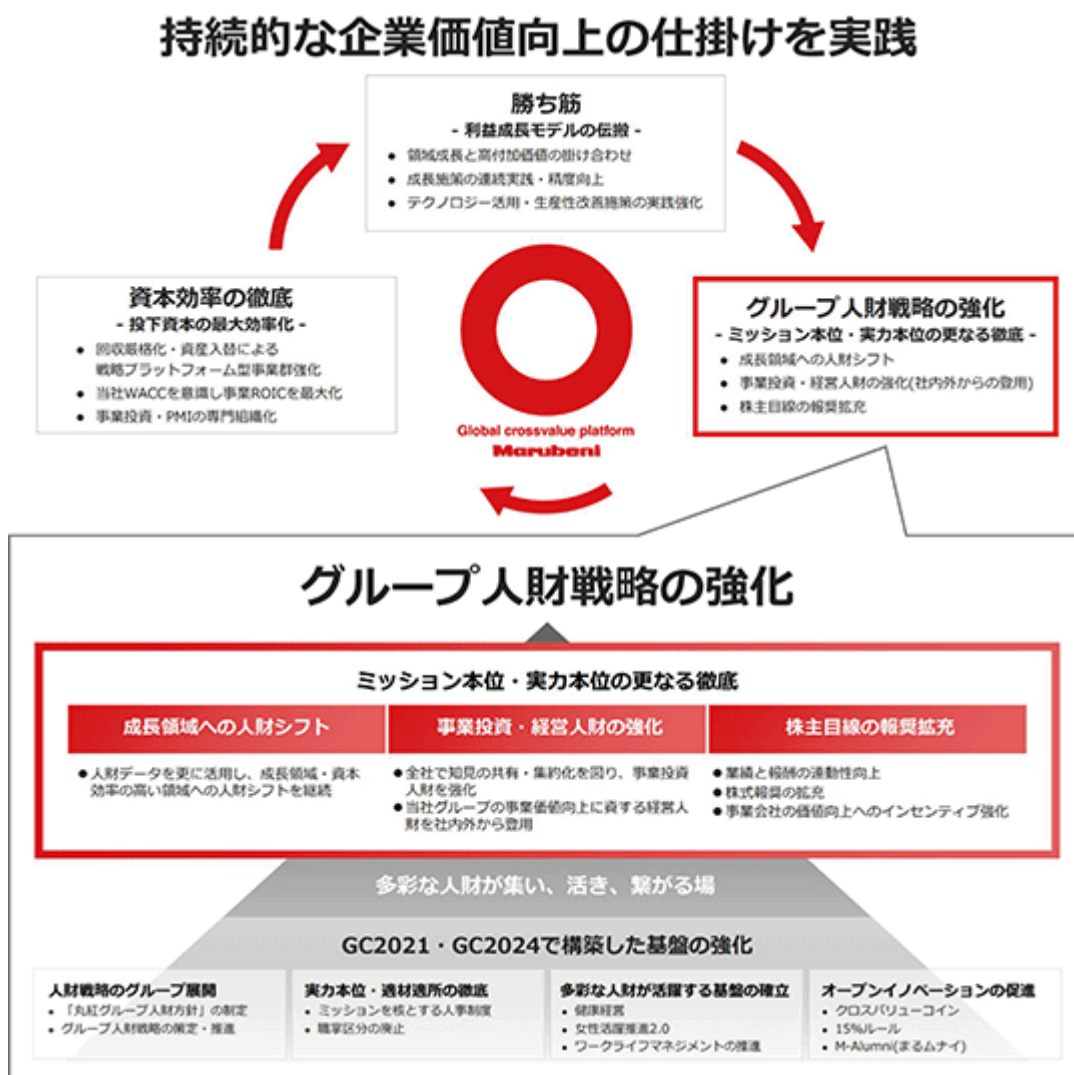 持続的な企業価値向上の仕掛けを実践
勝ち筋
- 利益成長モデルの伝搬 -
● 領域成長と高付加価値の掛け合わせ
● 成長施策の連続実践・精度向上
● テクノロジー活用・生産性改善施策の実践強化
資本効率の徹底
- 投下資本の最大効率化 -
● 回収厳格化・資産入替による
戦略プラットフォーム型事業群強化
● 当社WACCを意識し事業ROICを最大化
● 事業投資・PMIの専門組織化
グループ人財戦略の強化
- ミッション本位・実力本位の更なる徹底 -
● 成長領域への人財シフト
● 事業投資・経営人財の強化(社内外からの登用)
● 株主目線の報奨拡充
Global crossvalue platform
Marubeni
グループ人財戦略の強化
ミッション本位・実力本位の更なる徹底
成長領域への人財シフト
●人財データを更に活用し、成長領域・資本
効率の高い領域への人財シフトを継続
事業投資・経営人財の強化
●全社で知見の共有・集約化を図り、事業投資
人財を強化
●当社グループの事業価値向上に資する経営人
財を社内外から登用
株主目線の報奨拡充
●業績と報酬の連動性向上
●株式報奨の拡充
●事業会社の価値向上へのインセンティブ強化
多彩な人財が集い、活き、繋がる場
GC2021・GC2024で構築した基盤の強化
人財戦略のグループ展開
• 「丸紅グループ人財方針」の制定
• グループ人財戦略の策定・推進
実力本位・適材適所の徹底
• ミッションを核とする人事制度
• 職掌区分の廃止
多彩な人財が活躍する基盤の確立
• 健康経営
• 女性活躍推進2.0
• ワークライフマネジメントの推進
オープンイノベーションの促進
• クロスバリューコイン
• 15%ルール
• M-Alumni(まるムナイ)